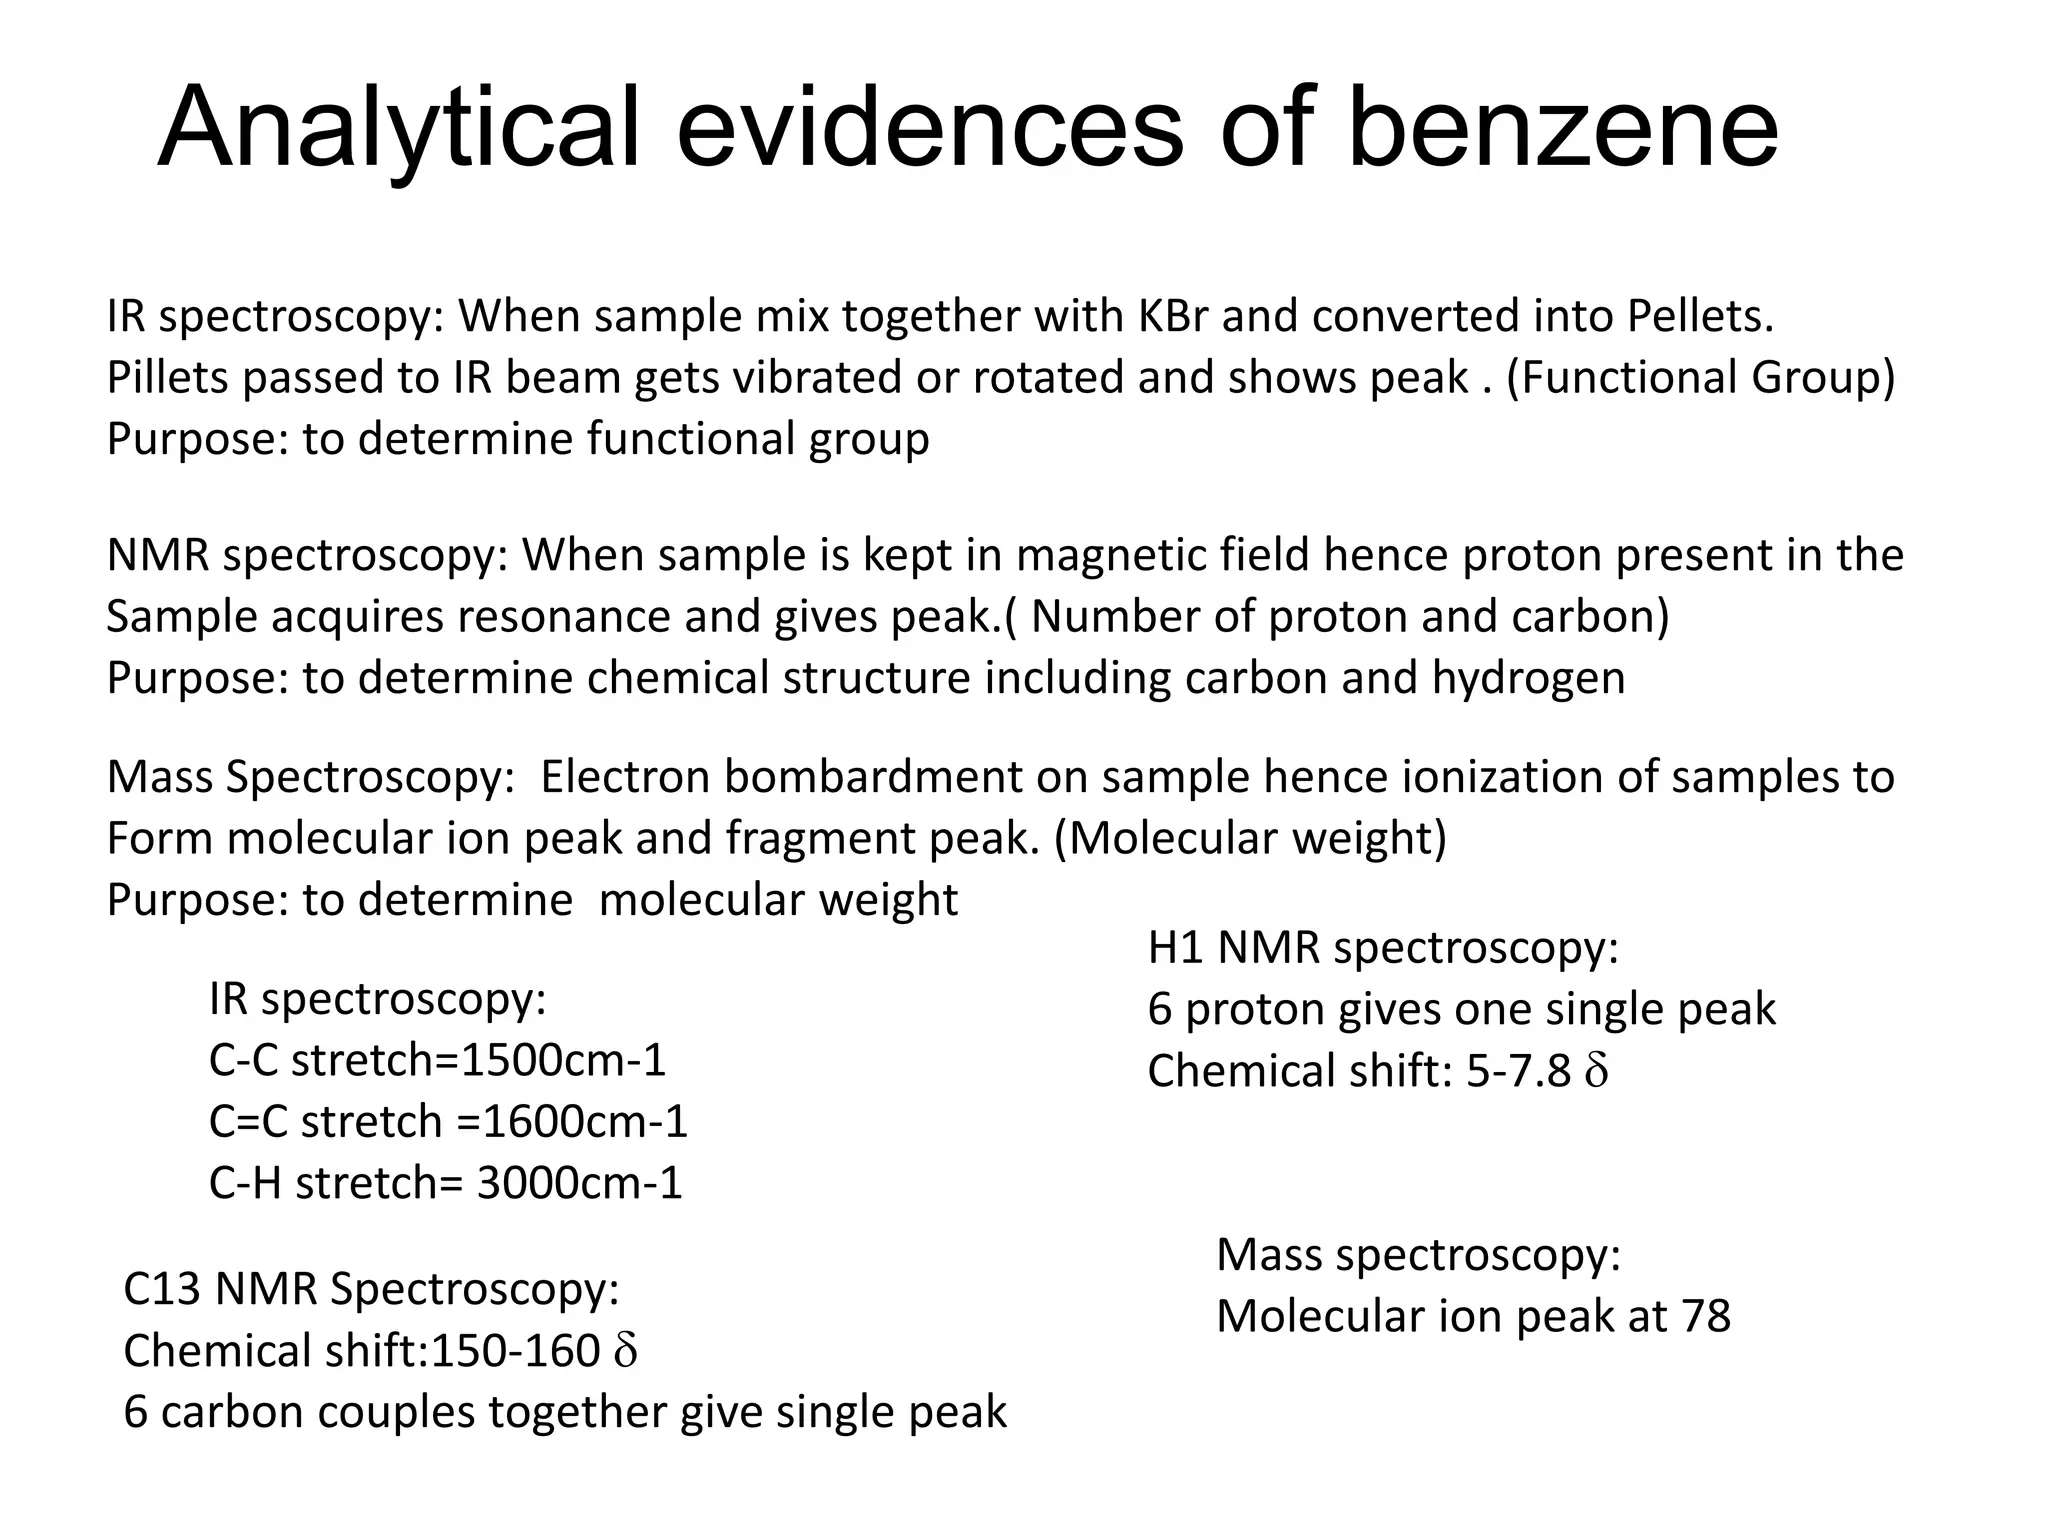 Analytical evidences of benzene
IR spectroscopy: When sample mix together with KBr and converted into Pellets.
Pillets passed to IR beam gets vibrated or rotated and shows peak . (Functional Group)
Purpose: to determine functional group
NMR spectroscopy: When sample is kept in magnetic field hence proton present in the
Sample acquires resonance and gives peak.( Number of proton and carbon)
Purpose: to determine chemical structure including carbon and hydrogen
Mass Spectroscopy:  Electron bombardment on sample hence ionization of samples to
Form molecular ion peak and fragment peak. (Molecular weight)
Purpose: to determine  molecular weight
IR spectroscopy:
C-C stretch=1500cm-1
C=C stretch =1600cm-1
C-H stretch= 3000cm-1
H1 NMR spectroscopy:
6 proton gives one single peak
Chemical shift: 5-7.8 δ
C13 NMR Spectroscopy:
Chemical shift:150-160 δ
6 carbon couples together give single peak
Mass spectroscopy:
Molecular ion peak at 78